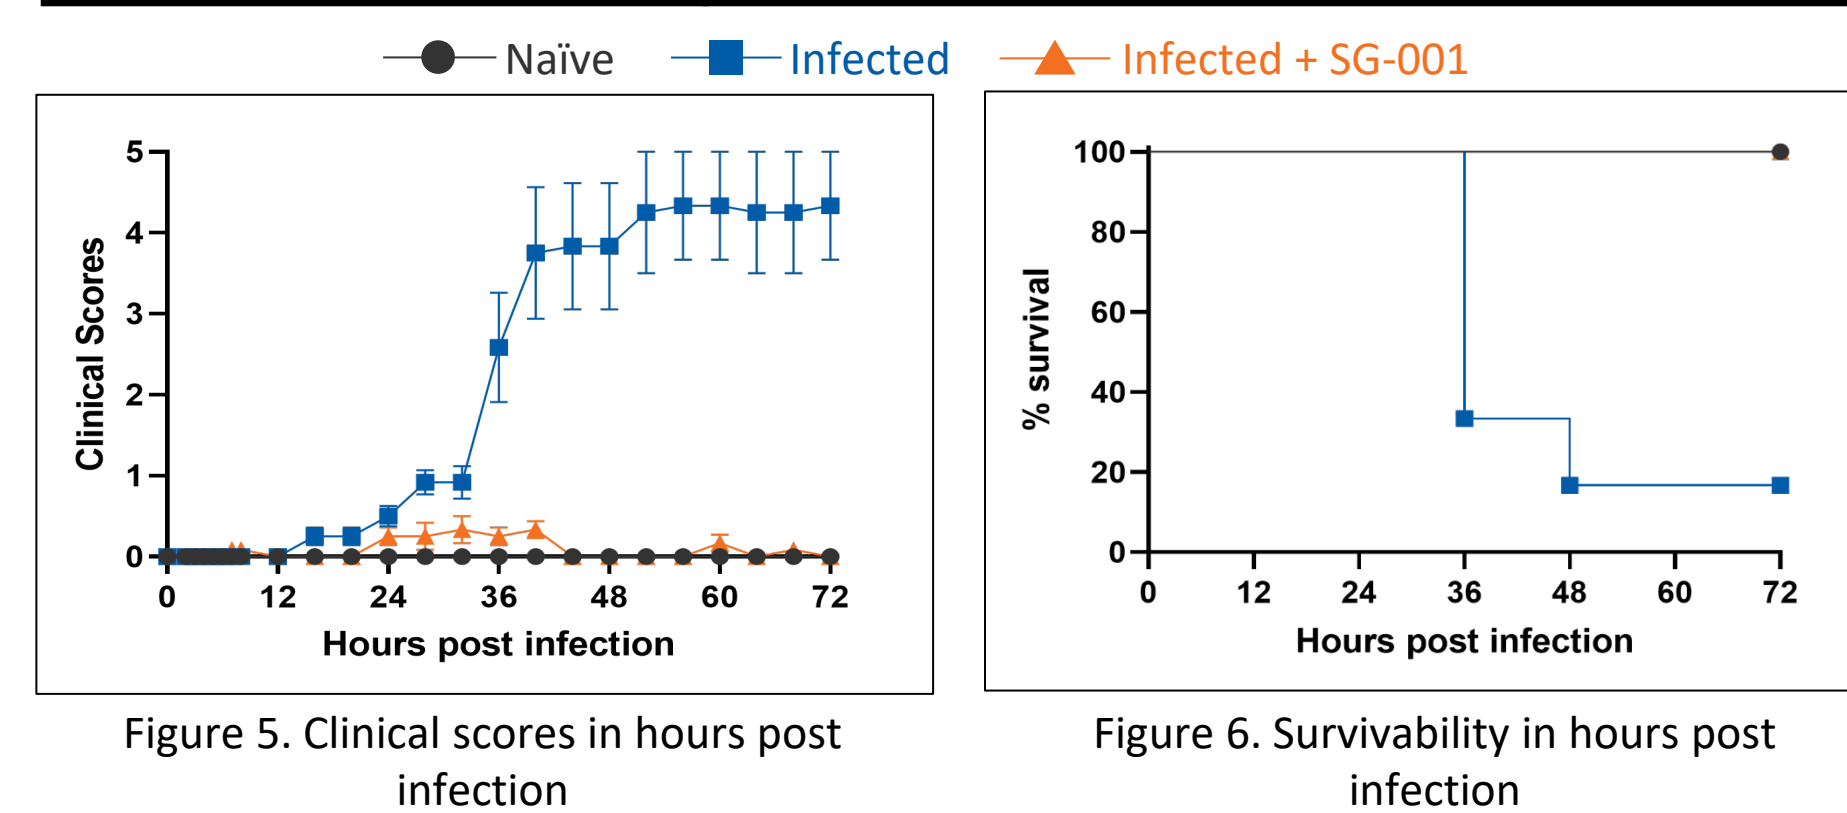 Naïve Infected Infected + SG-001
5
4
3
2
1
0
Clinical Scores
0 12 24 36 48 60 72
Hours post infection
Figure 5. Clinical scores in hours post
infection
100
80
60
40
20
0
% survival
0 12 24 36 48 60 72
Hours post infection
Figure 6. Survivability in hours post
infection